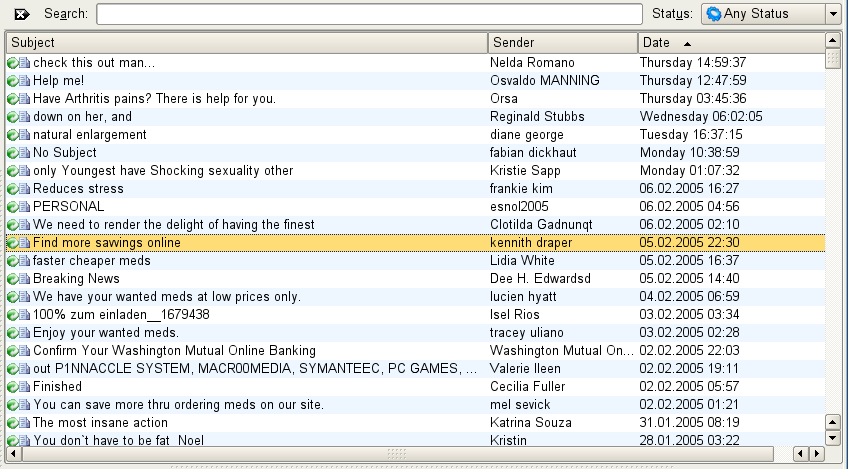 Search: Status: Any Status
Subject Sender Date
check this out man... Nelda Romano Thursday 14:59:37
Help me! Osvaldo MANNING Thursday 12:47:59
Have Arthritis pains? There is help for you. Orsa Thursday 03:45:36
down on her, and Reginald Stubbs Wednesday 06:02:05
natural enlargement diane george Tuesday 16:37:15
No Subject fabian dickhaut Monday 10:38:59
only Youngest have Shocking sexuality other Kristie Sapp Monday 01:07:32
Reduces stress frankie kim 06.02.2005 16:27
PERSONAL esnol2005 06.02.2005 04:56
We need to render the delight of having the finest Clotilda Gadnunqt 06.02.2005 02:10
Find more sawings online kennith draper 05.02.2005 22:30
faster cheaper meds Lidia White 05.02.2005 16:37
Breaking News Dee H. Edwardsd 05.02.2005 14:40
We have your wanted meds at low prices only. lucien hyatt 04.02.2005 06:59
100% zum einladen__1679438 Isel Rios 03.02.2005 03:34
Enjoy your wanted meds. tracey uliano 03.02.2005 02:28
Confirm Your Washington Mutual Online Banking Washington Mutual On... 02.02.2005 22:03
out P1NNACCLE SYSTEM, MACR00MEDIA, SYMANTEEC, PC GAMES, ... Valerie Ileen 02.02.2005 19:11
Finished Cecilia Fuller 02.02.2005 05:57
You can save more thru ordering meds on our site. mel sevick 02.02.2005 01:21
The most insane action Katrina Souza 31.01.2005 08:19
You don`t have to be fat Noel Kristin 28.01.2005 03:22